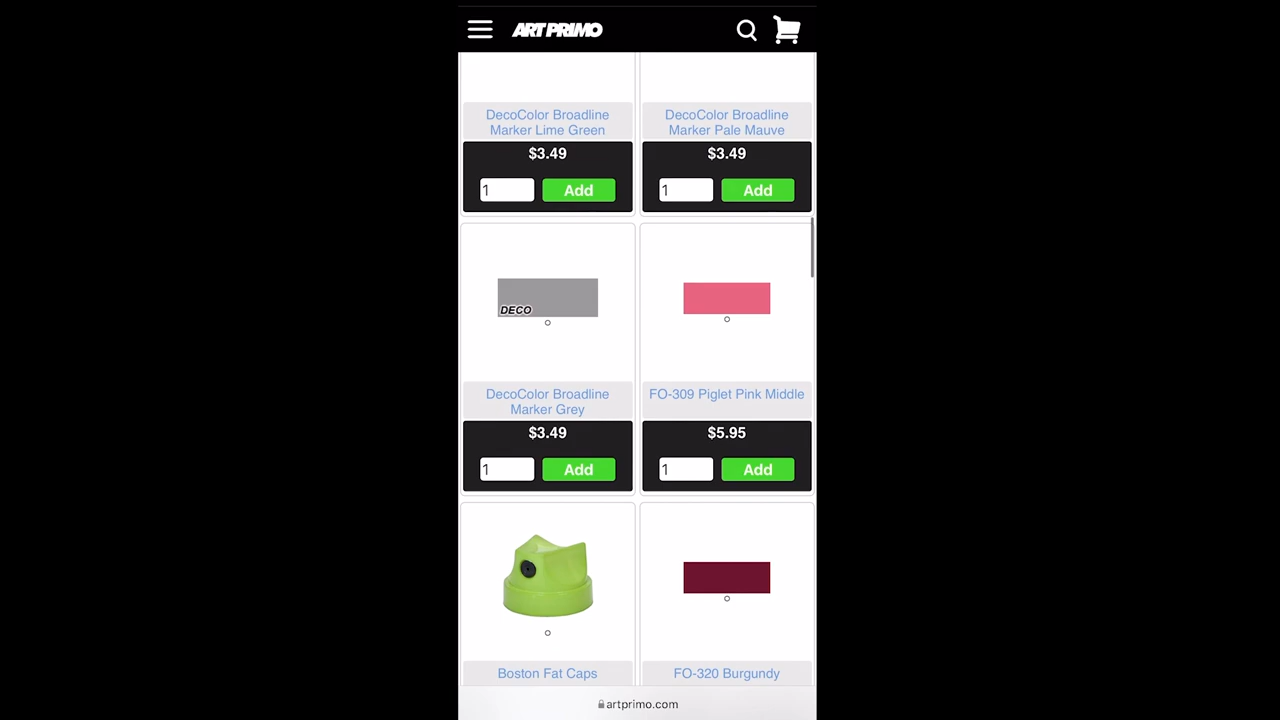 ART PRIMO
DecoColor Broadline
Marker Lime Green
$3.49
1 Add
DecoColor Broadline
Marker Pale Mauve
$3.49
1 Add
DECO
DecoColor Broadline
Marker Grey
$3.49
1 Add
FO-309 Piglet Pink Middle
$5.95
1 Add
Boston Fat Caps
FO-320 Burgundy
artprimo.com